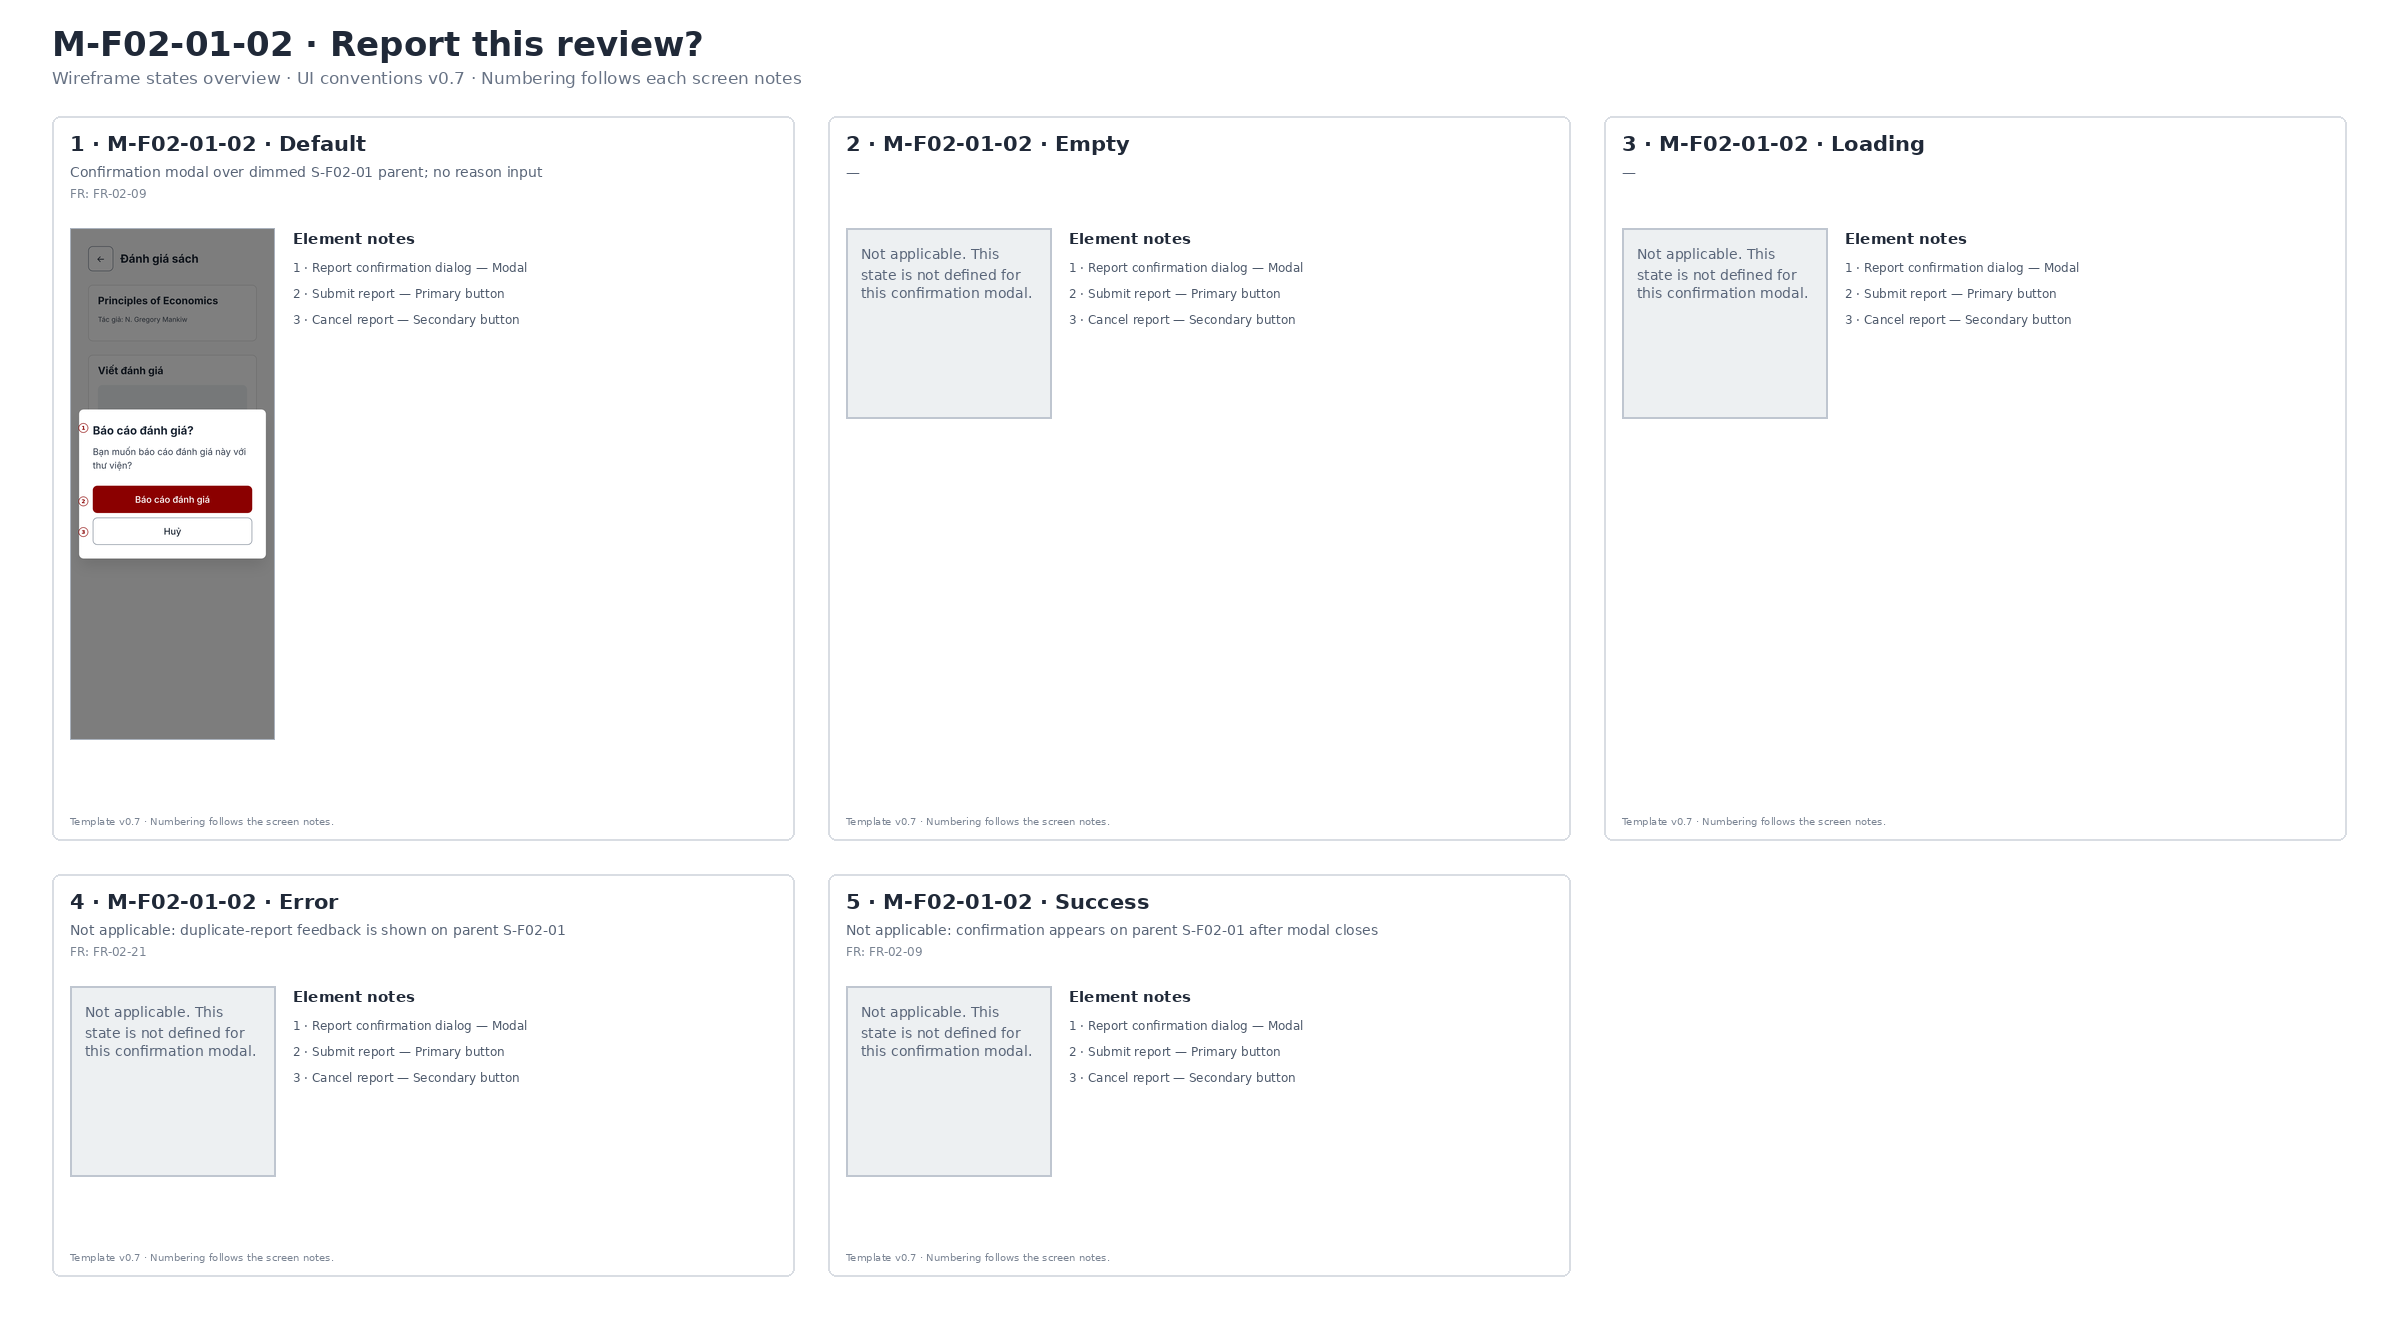 M-F02-01-02 · Report this review?
Wireframe states overview · UI conventions v0.7 · Numbering follows each screen notes
1 · M-F02-01-02 · Default
Confirmation modal over dimmed S-F02-01 parent; no reason input
FR: FR-02-09
←
Đánh giá sách
Principles of Economics
Tác giả: N. Gregory Mankiw
Viết đánh giá
1
Báo cáo đánh giá?
Bạn muốn báo cáo đánh giá này với
thư viện?
2
Báo cáo đánh giá
3
Huỷ
Element notes
1 · Report confirmation dialog — Modal
2 · Submit report — Primary button
3 · Cancel report — Secondary button
Template v0.7 · Numbering follows the screen notes.
2 · M-F02-01-02 · Empty
—
Not applicable. This
state is not defined for
this confirmation modal.
Element notes
1 · Report confirmation dialog — Modal
2 · Submit report — Primary button
3 · Cancel report — Secondary button
Template v0.7 · Numbering follows the screen notes.
3 · M-F02-01-02 · Loading
—
Not applicable. This
state is not defined for
this confirmation modal.
Element notes
1 · Report confirmation dialog — Modal
2 · Submit report — Primary button
3 · Cancel report — Secondary button
Template v0.7 · Numbering follows the screen notes.
4 · M-F02-01-02 · Error
Not applicable: duplicate-report feedback is shown on parent S-F02-01
FR: FR-02-21
Not applicable. This
state is not defined for
this confirmation modal.
Element notes
1 · Report confirmation dialog — Modal
2 · Submit report — Primary button
3 · Cancel report — Secondary button
Template v0.7 · Numbering follows the screen notes.
5 · M-F02-01-02 · Success
Not applicable: confirmation appears on parent S-F02-01 after modal closes
FR: FR-02-09
Not applicable. This
state is not defined for
this confirmation modal.
Element notes
1 · Report confirmation dialog — Modal
2 · Submit report — Primary button
3 · Cancel report — Secondary button
Template v0.7 · Numbering follows the screen notes.